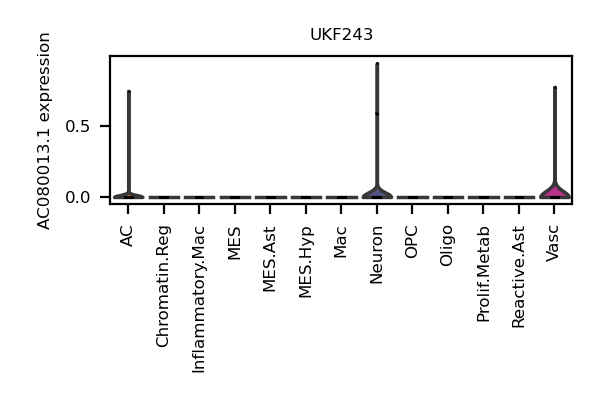 UKF243
AC080013.1 expression
0.5
0.0
AC
Chromatin.Reg
Inflammatory.Mac
MES
MES.Ast
MES.Hyp
Mac
Neuron
OPC
Oligo
Prolif.Metab
Reactive.Ast
Vasc